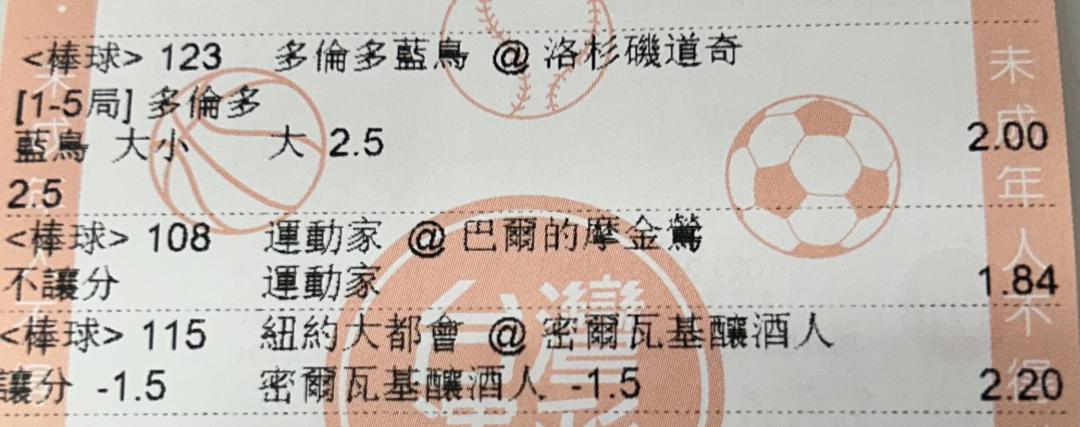 <棒球> 123 多倫多藍鳥 @ 洛杉磯道奇
[1-5局] 多倫多
藍鳥 大小 大 2.5 2.00
2.5
<棒球> 108 運動家 @ 巴爾的摩金鶯
不讓分 運動家 1.84
<棒球> 115 紐約大都會 @ 密爾瓦基釀酒人
讓分 -1.5 密爾瓦基釀酒人 -1.5 2.20
未成年人不得
台灣